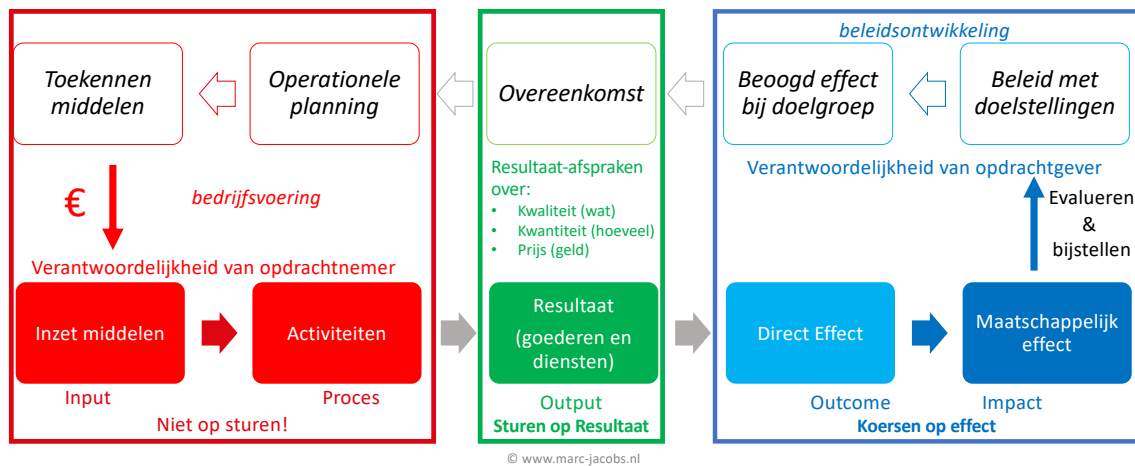 Toekennen
middelen
Operationele
planning
€
bedrijfsvoering
Verantwoordelijkheid van opdrachtnemer
Inzet middelen
Activiteiten
Input
Proces
Niet op sturen!
Overeenkomst
Resultaat-afspraken
over:
• Kwaliteit (wat)
• Kwantiteit (hoeveel)
• Prijs (geld)
Resultaat
(goederen en
diensten)
Output
Sturen op Resultaat
beleidsontwikkeling
Beoogd effect
bij doelgroep
Beleid met
doelstellingen
Verantwoordelijkheid van opdrachtgever
Evalueren
&
bijstellen
Direct Effect
Maatschappelijk
effect
Outcome
Impact
Koersen op effect
© www.marc-jacobs.nl